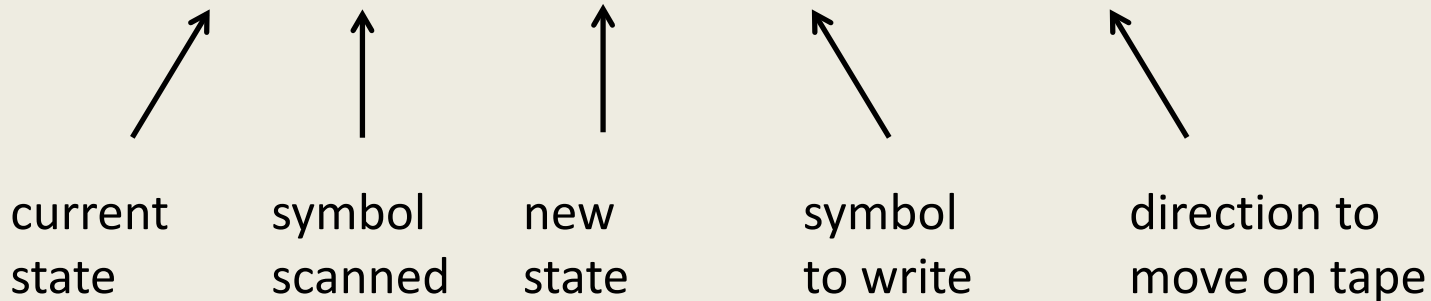 current symbol new symbol direction to
state scanned state to write move on tape